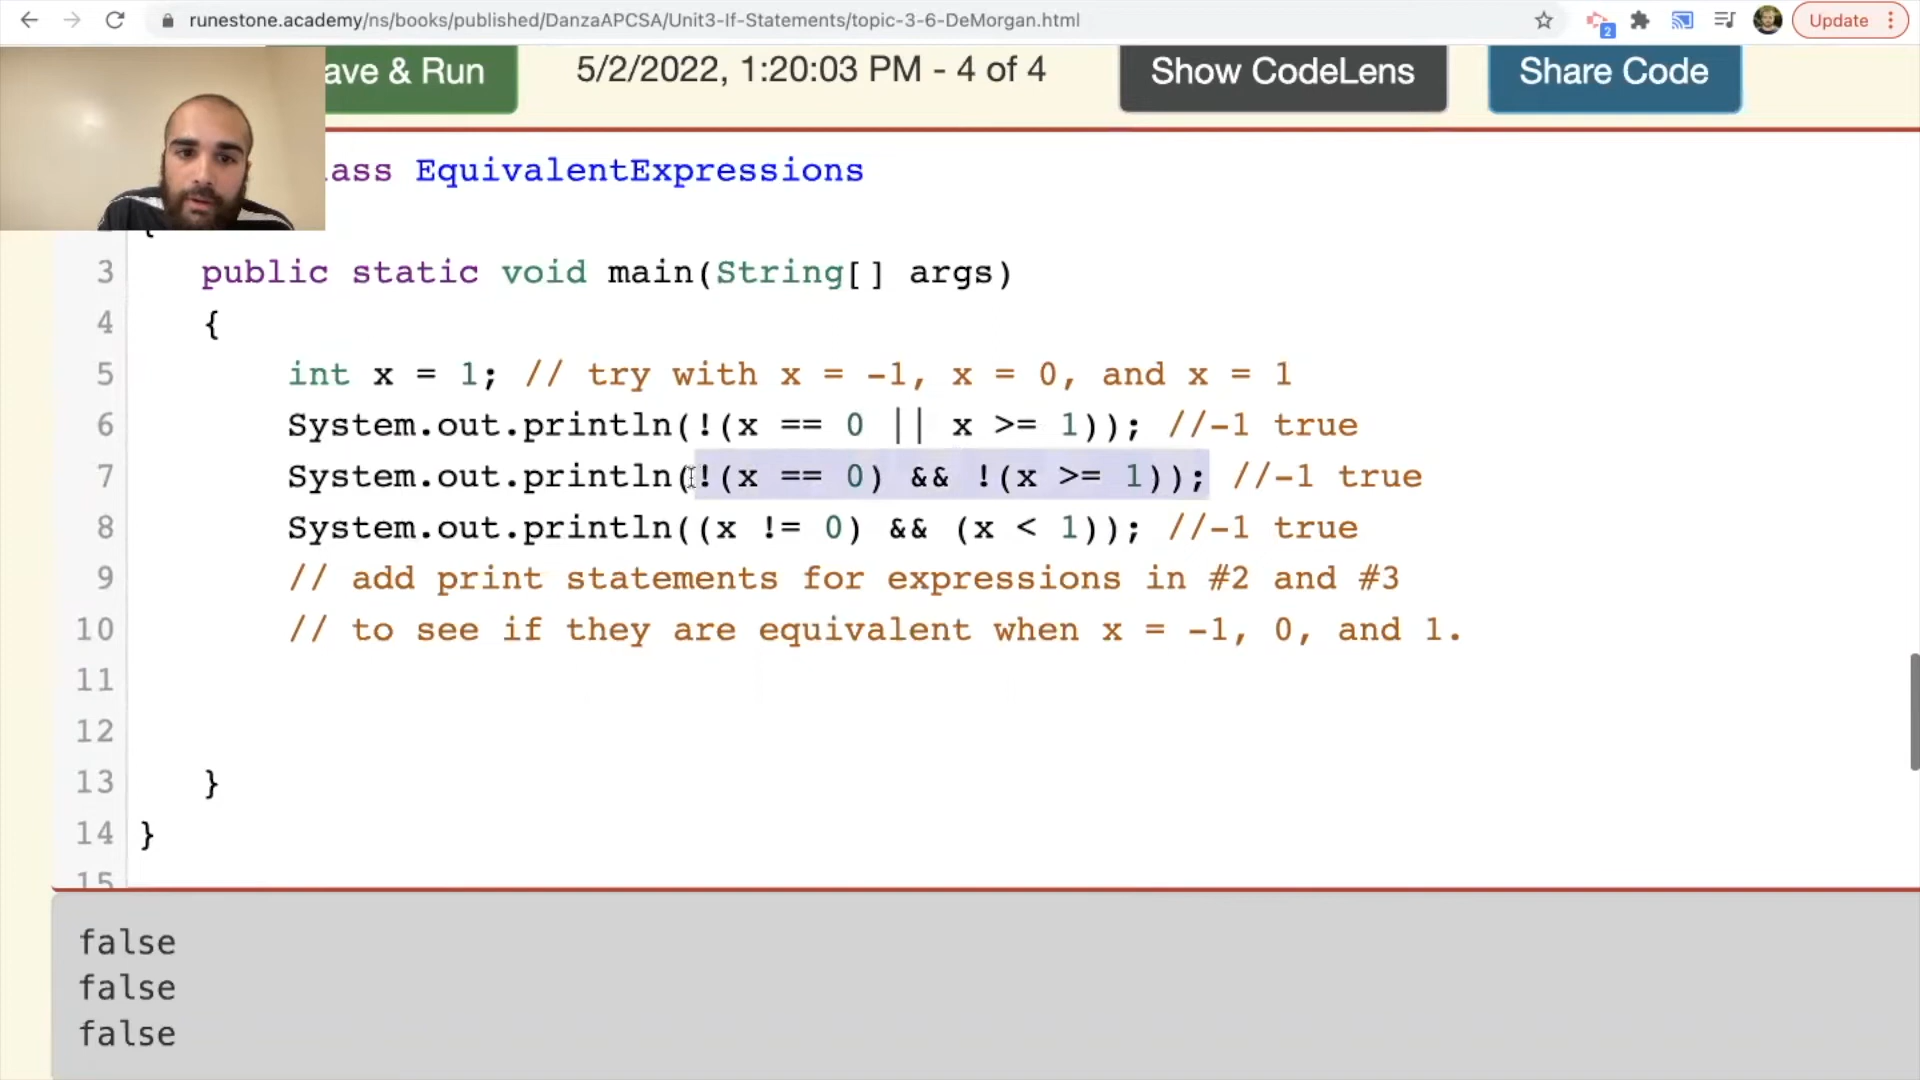 runestone.academy/ns/books/published/DanzaAPCSA/Unit3-If-Statements/topic-3-6-DeMorgan.html
2
Update
ave & Run
5/2/2022, 1:20:03 PM - 4 of 4
Show CodeLens
Share Code
lass EquivalentExpressions
{
3 public static void main(String[] args)
4 {
5 int x = 1; // try with x = -1, x = 0, and x = 1
6 System.out.println(!(x == 0 || x >= 1)); //-1 true
7 System.out.println(!(x == 0) && !(x >= 1)); //-1 true
8 System.out.println((x != 0) && (x < 1)); //-1 true
9 // add print statements for expressions in #2 and #3
10 // to see if they are equivalent when x = -1, 0, and 1.
11
12
13 }
14 }
15
false
false
false